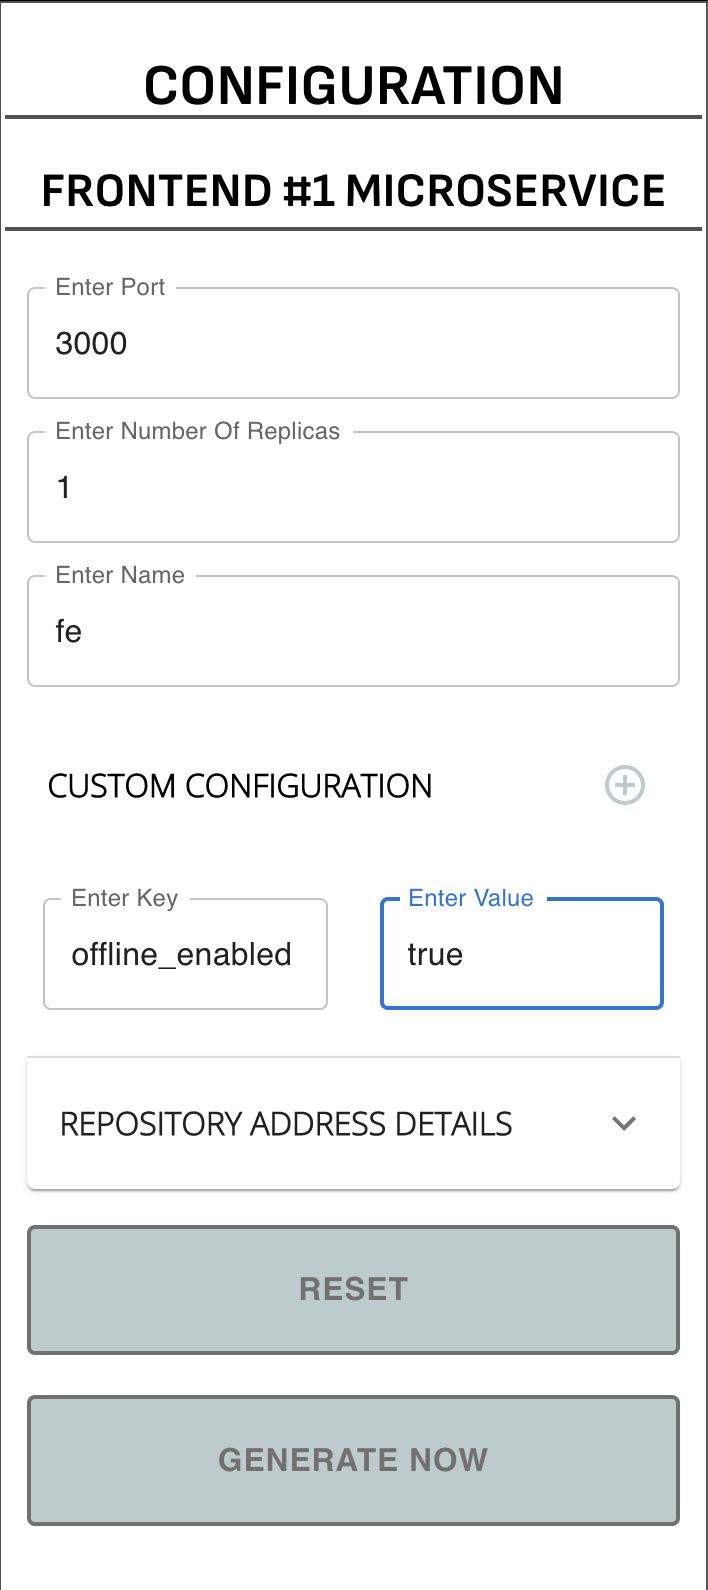 CONFIGURATION
FRONTEND #1 MICROSERVICE
Enter Port
3000
Enter Number Of Replicas
1
Enter Name
fe
CUSTOM CONFIGURATION
Enter Key
offline_enabled
Enter Value
true
REPOSITORY ADDRESS DETAILS
RESET
GENERATE NOW